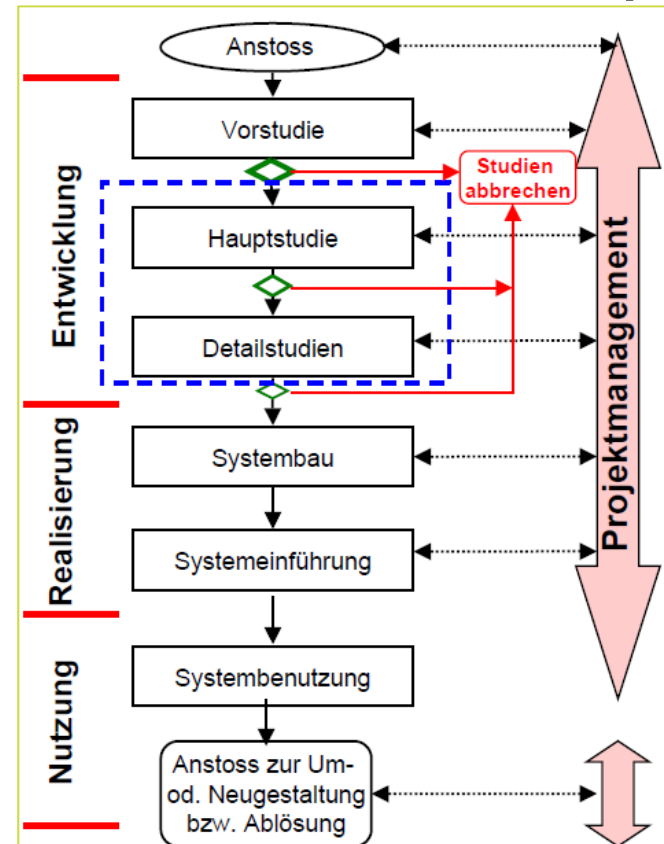 Anstoss
Vorstudie
Studien
abbrechen
Hauptstudie
Detailstudien
Systembau
Systemeinführung
Systembenutzung
Anstoss zur Um-
od. Neugestaltung
bzw. Ablösung
Entwicklung
Realisierung
Nutzung
Projektmanagement